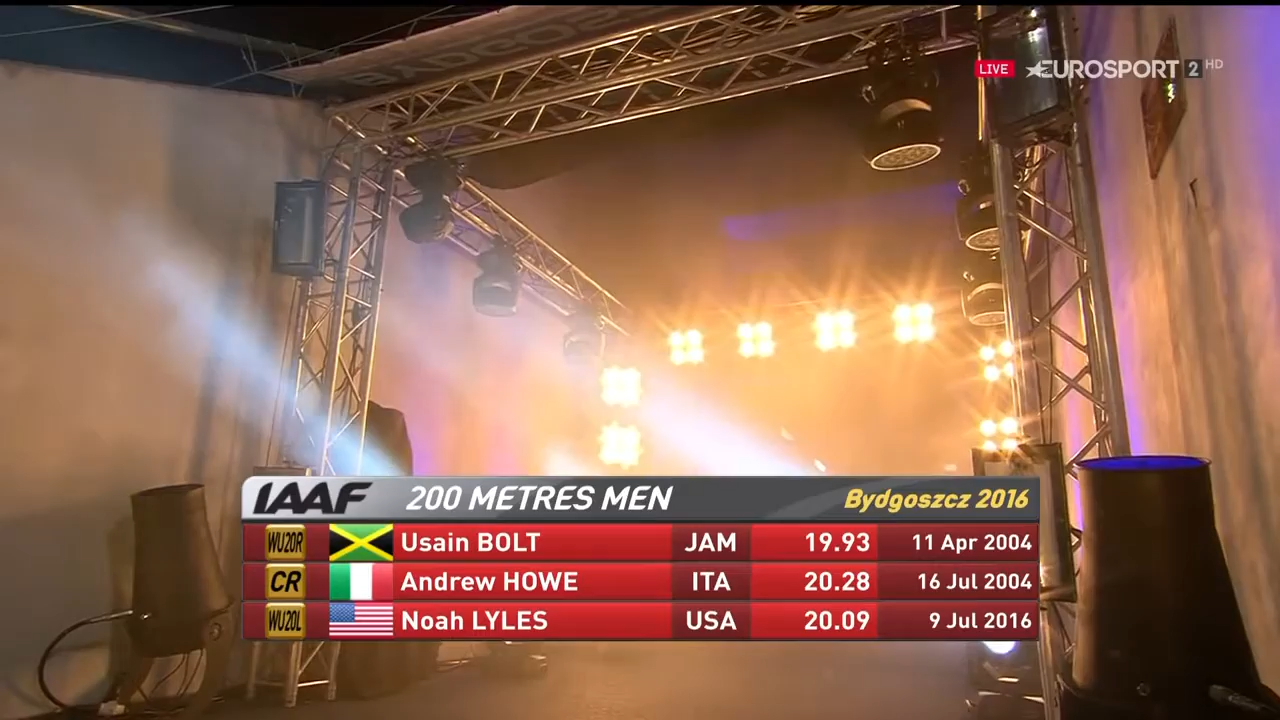 LIVE EUROSPORT 2 HD
IAAF 200 METRES MEN Bydgoszcz 2016
WU20R Usain BOLT JAM 19.93 11 Apr 2004
CR Andrew HOWE ITA 20.28 16 Jul 2004
WU20L Noah LYLES USA 20.09 9 Jul 2016